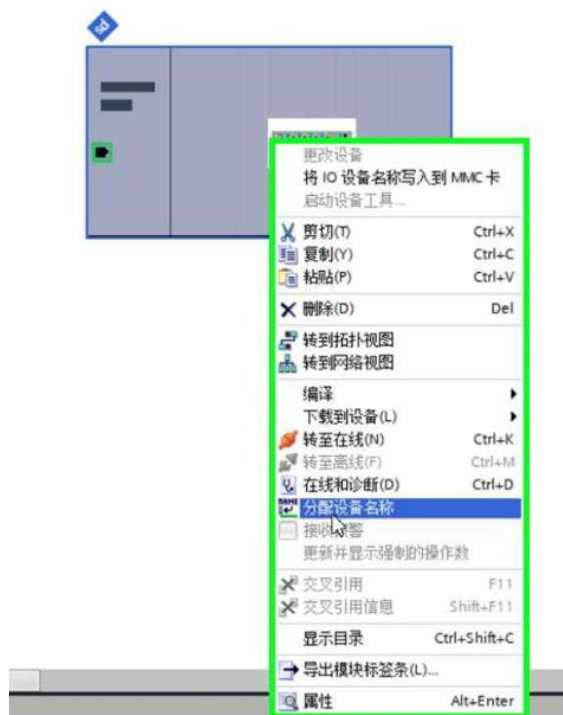 sd
更改设备
将 IO 设备名称写入到 MMC 卡
启动设备工具...
剪切(T) Ctrl+X
复制(Y) Ctrl+C
粘贴(P) Ctrl+V
删除(D) Del
转到拓扑视图
转到网络视图
编译
下载到设备(L)
转至在线(N) Ctrl+K
转至离线(F) Ctrl+M
在线和诊断(D) Ctrl+D
NAME 分配设备名称
接收报警
更新并显示强制的操作数
交叉引用 F11
交叉引用信息 Shift+F11
显示目录 Ctrl+Shift+C
导出模块标签条(L)...
属性 Alt+Enter